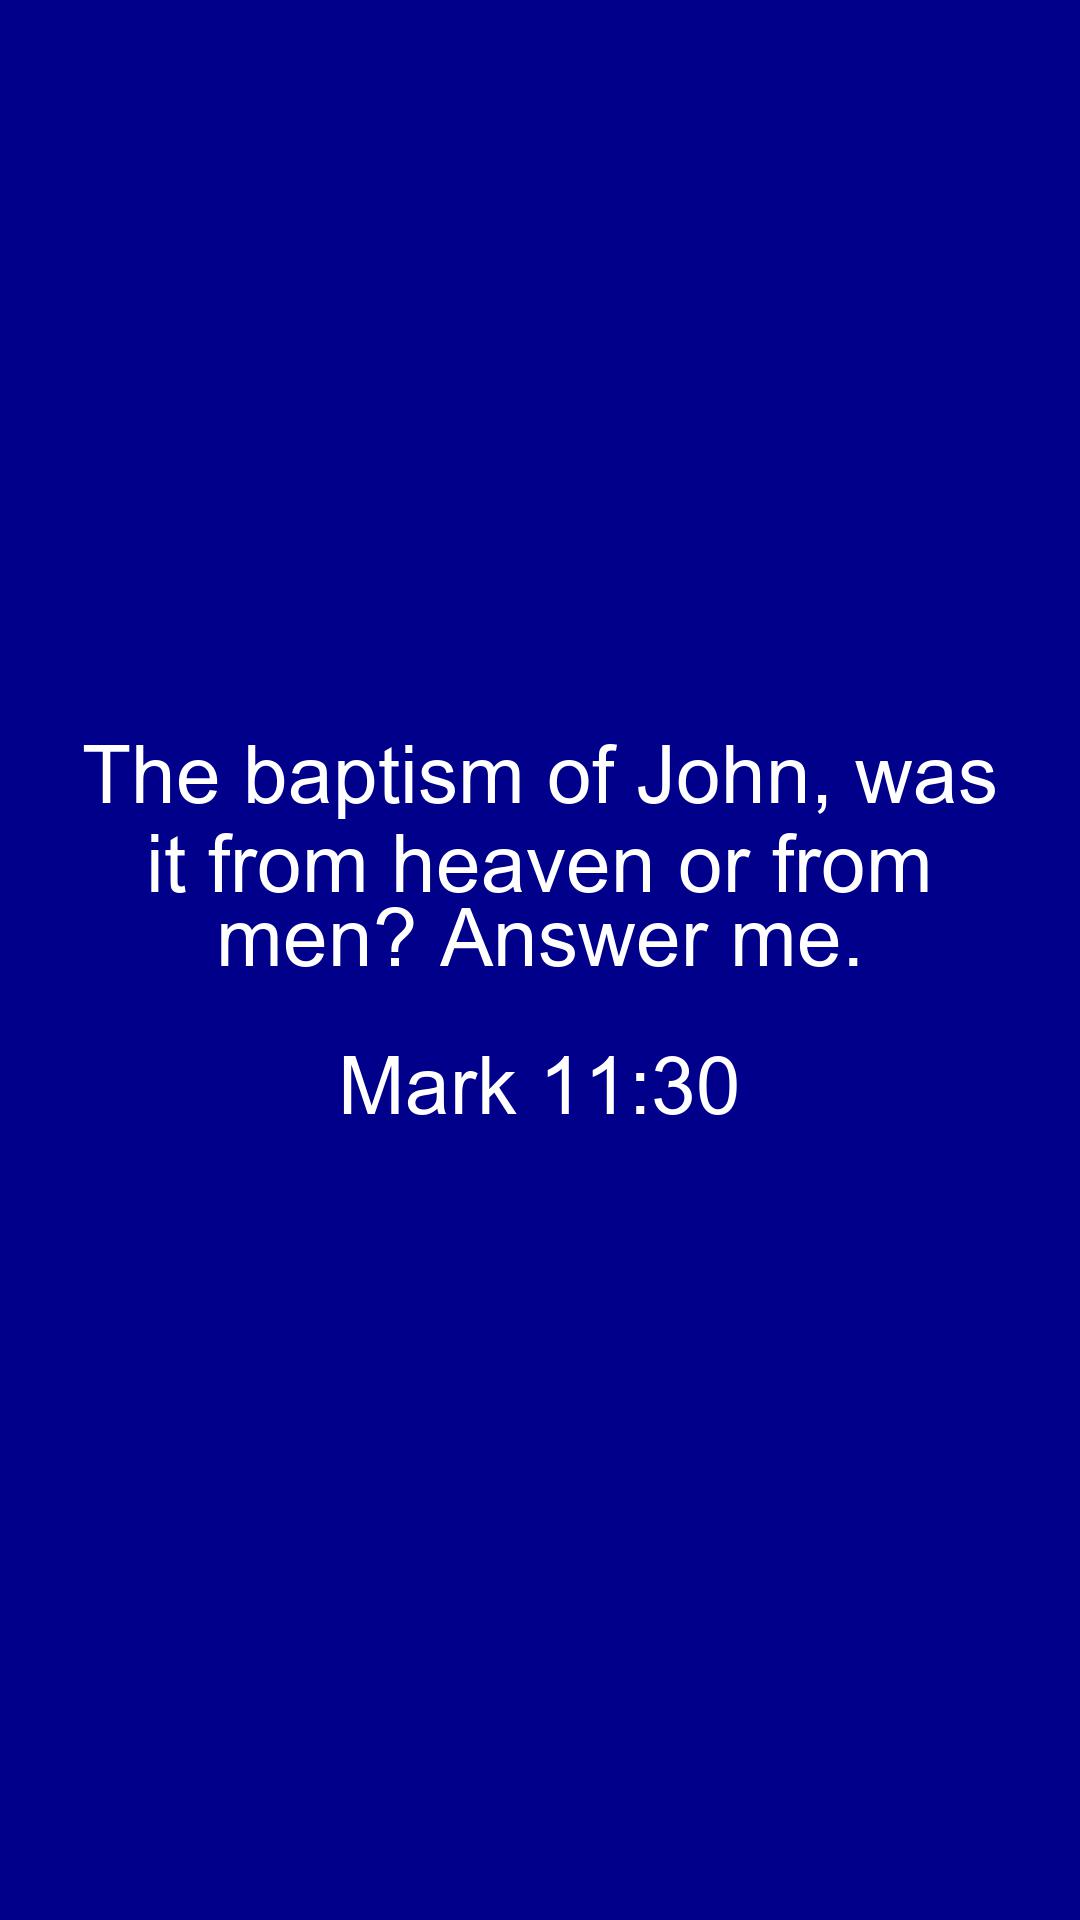 The baptism of John, was
it from heaven or from
men? Answer me.
Mark 11:30